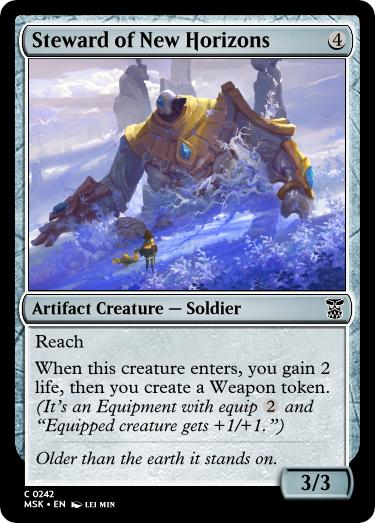 Steward of New Horizons 4
Artifact Creature — Soldier
Reach
When this creature enters, you gain 2
life, then you create a Weapon token.
(It's an Equipment with equip 2 and
“Equipped creature gets +1/+1.”)
Older than the earth it stands on.
3/3
C 0242
MSK • EN LEI MIN